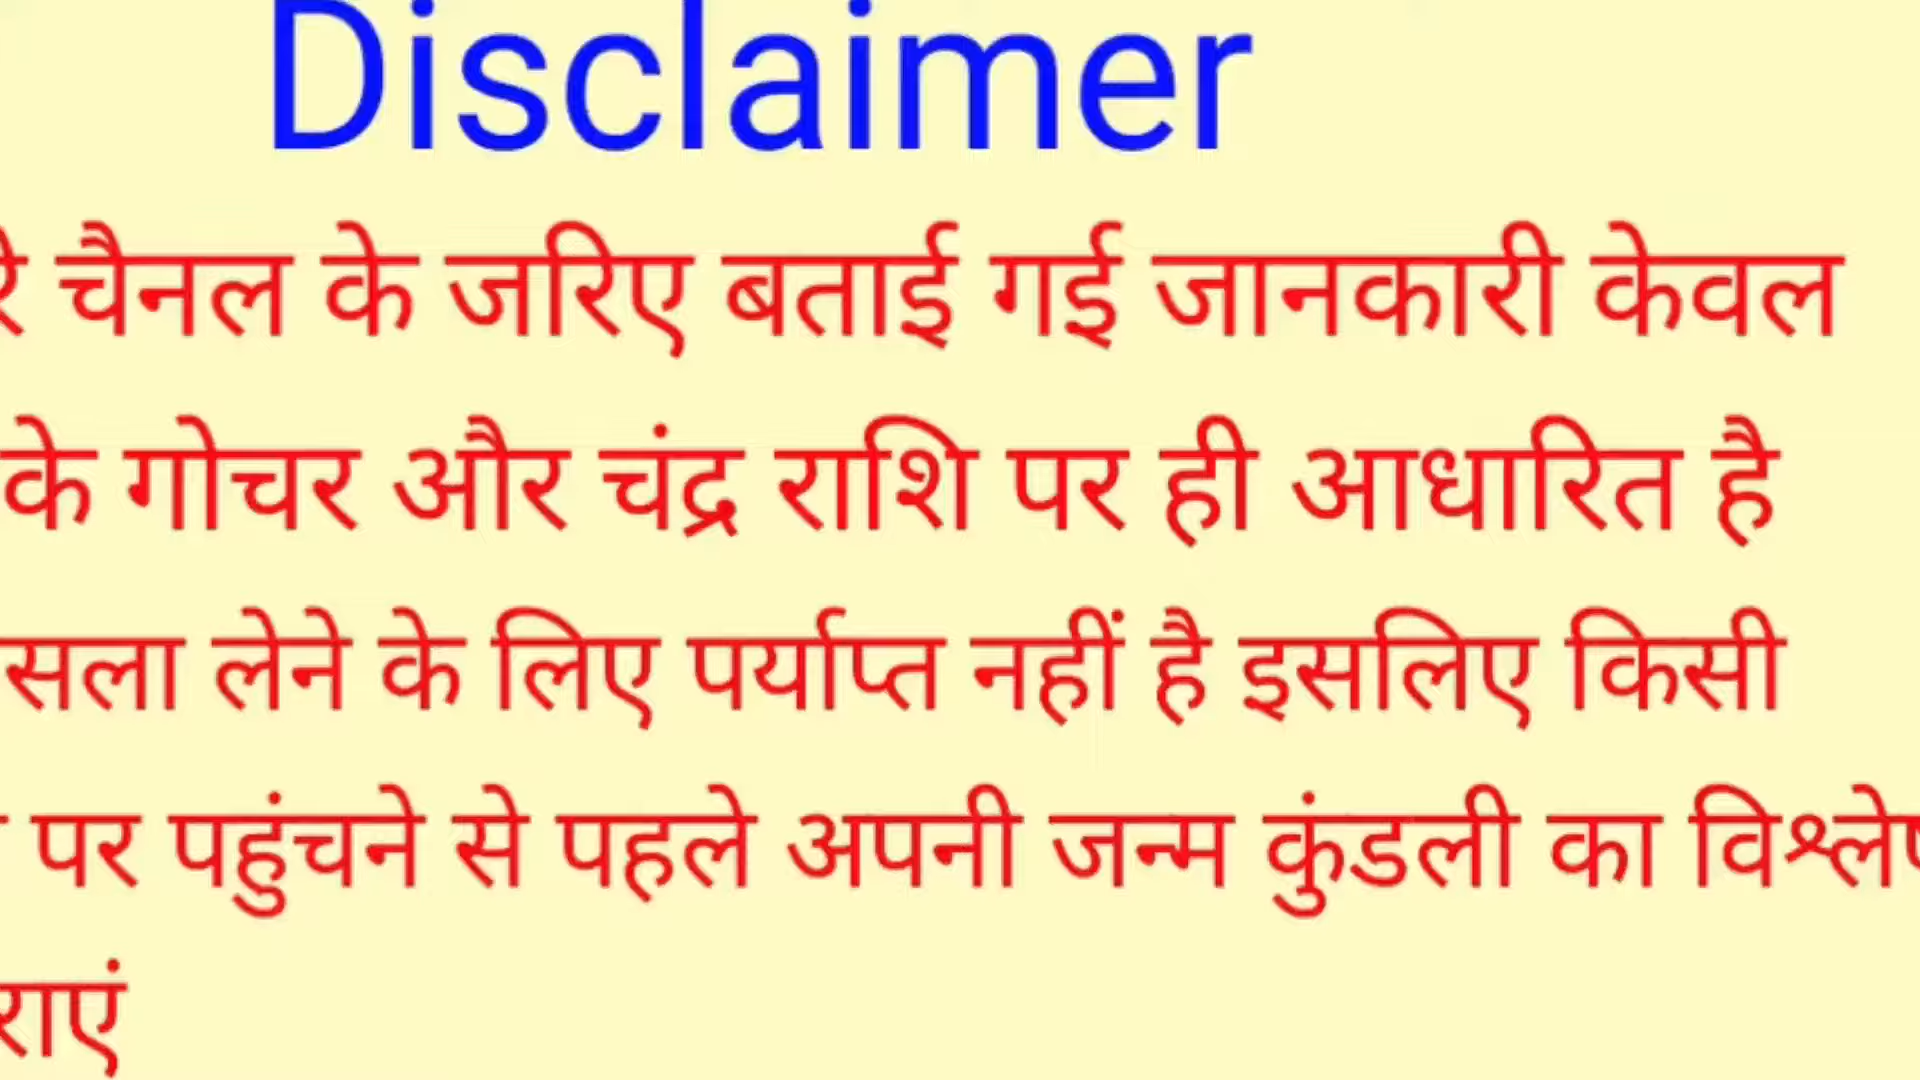 Disclaimer
चैनल के जरिए बताई गई जानकारी केवल
के गोचर और चंद्र राशि पर ही आधारित है
लेने के लिए पर्याप्त नहीं है इसलिए किसी
पर पहुंचने से पहले अपनी जन्म कुंडली का